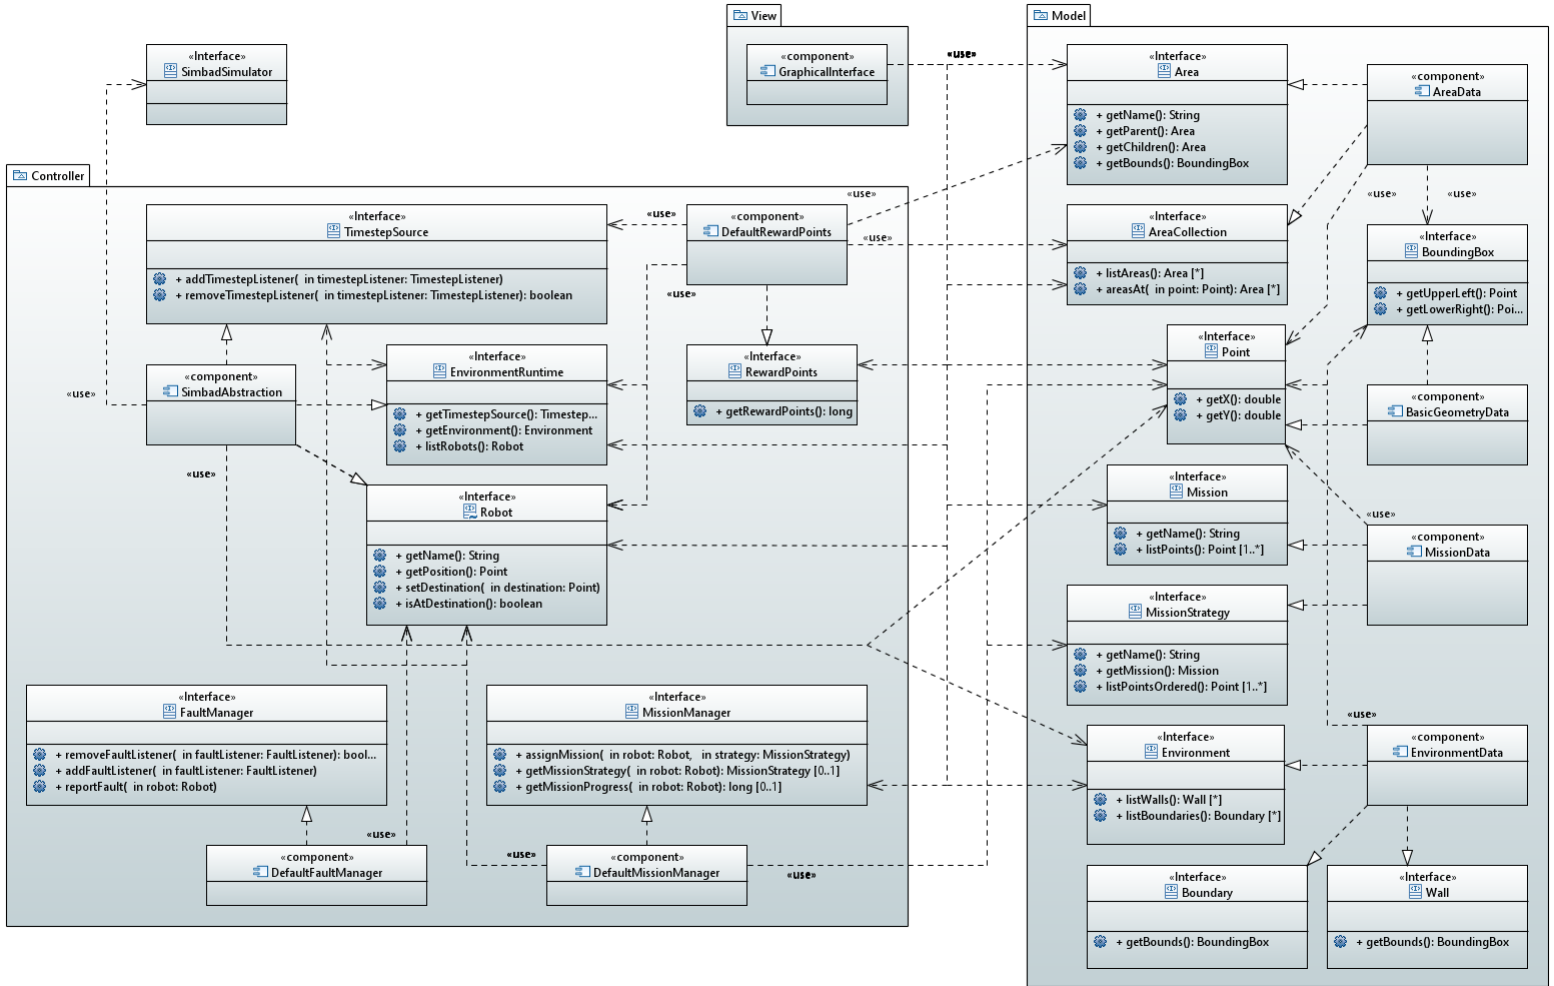 View
«component»
GraphicalInterface
«use»
Model
«Interface»
Area
+ getName(): String
+ getParent(): Area
+ getChildren(): Area
+ getBounds(): BoundingBox
«component»
AreaData
«use»
«use»
«Interface»
AreaCollection
+ listAreas(): Area [*]
+ areasAt( in point: Point): Area [*]
«Interface»
BoundingBox
+ getUpperLeft(): Point
+ getLowerRight(): Poi...
«Interface»
Point
+ getX(): double
+ getY(): double
«component»
BasicGeometryData
«Interface»
Mission
+ getName(): String
+ listPoints(): Point [1..*]
«use»
«component»
MissionData
«Interface»
MissionStrategy
+ getName(): String
+ getMission(): Mission
+ listPointsOrdered(): Point [1..*]
«use»
«Interface»
Environment
+ listWalls(): Wall [*]
+ listBoundaries(): Boundary [*]
«component»
EnvironmentData
«Interface»
Boundary
+ getBounds(): BoundingBox
«Interface»
Wall
+ getBounds(): BoundingBox
«Interface»
SimbadSimulator
Controller
«Interface»
TimestepSource
+ addTimestepListener( in timestepListener: TimestepListener)
+ removeTimestepListener( in timestepListener: TimestepListener): boolean
«use»
«component»
DefaultRewardPoints
«use»
«use»
«use»
«component»
SimbadAbstraction
«use»
«use»
«Interface»
EnvironmentRuntime
+ getTimestepSource(): Timestep...
+ getEnvironment(): Environment
+ listRobots(): Robot
«Interface»
RewardPoints
+ getRewardPoints(): long
«Interface»
Robot
+ getName(): String
+ getPosition(): Point
+ setDestination( in destination: Point)
+ isAtDestination(): boolean
«Interface»
FaultManager
+ removeFaultListener( in faultListener: FaultListener): bool...
+ addFaultListener( in faultListener: FaultListener)
+ reportFault( in robot: Robot)
«Interface»
MissionManager
+ assignMission( in robot: Robot, in strategy: MissionStrategy)
+ getMissionStrategy( in robot: Robot): MissionStrategy [0..1]
+ getMissionProgress( in robot: Robot): long [0..1]
«use»
«component»
DefaultFaultManager
«use»
«component»
DefaultMissionManager
«use»